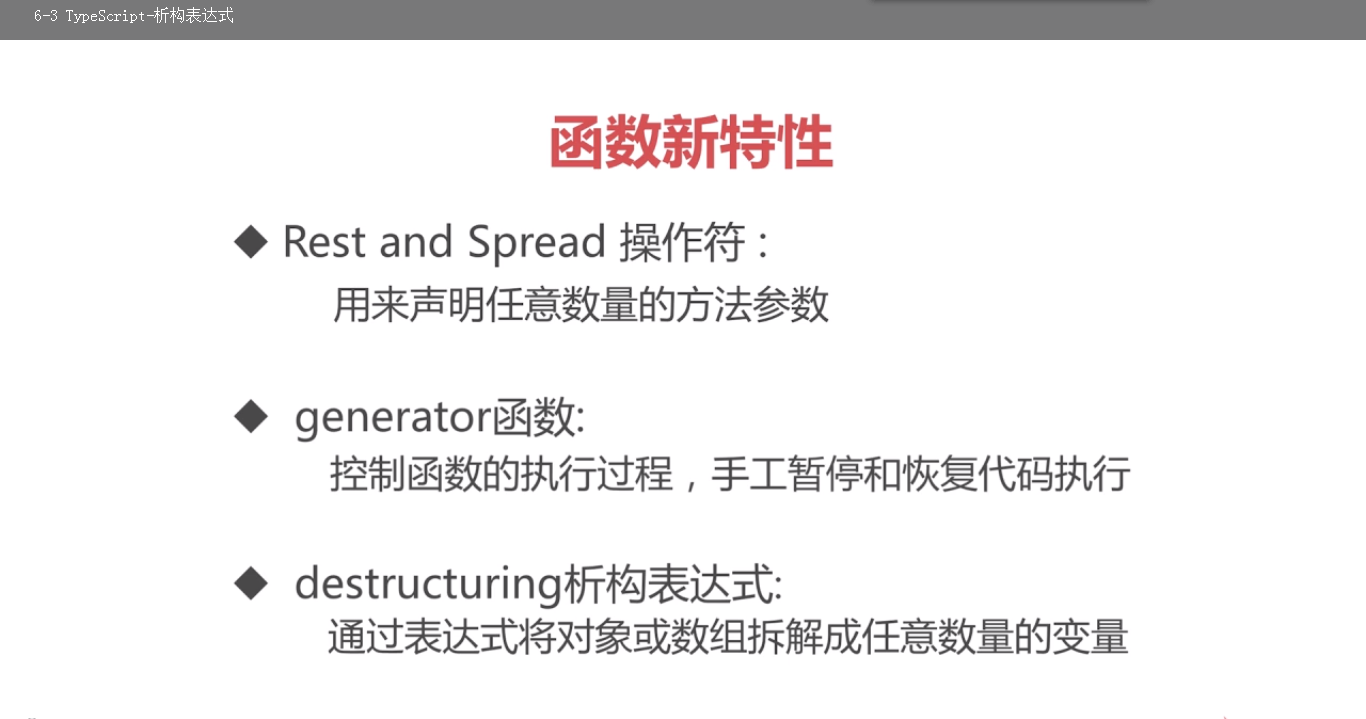 6-3 TypeScript-析构表达式
函数新特性
◆ Rest and Spread 操作符：
用来声明任意数量的方法参数
◆ generator函数:
控制函数的执行过程，手工暂停和恢复代码执行
◆ destructuring析构表达式:
通过表达式将对象或数组拆解成任意数量的变量